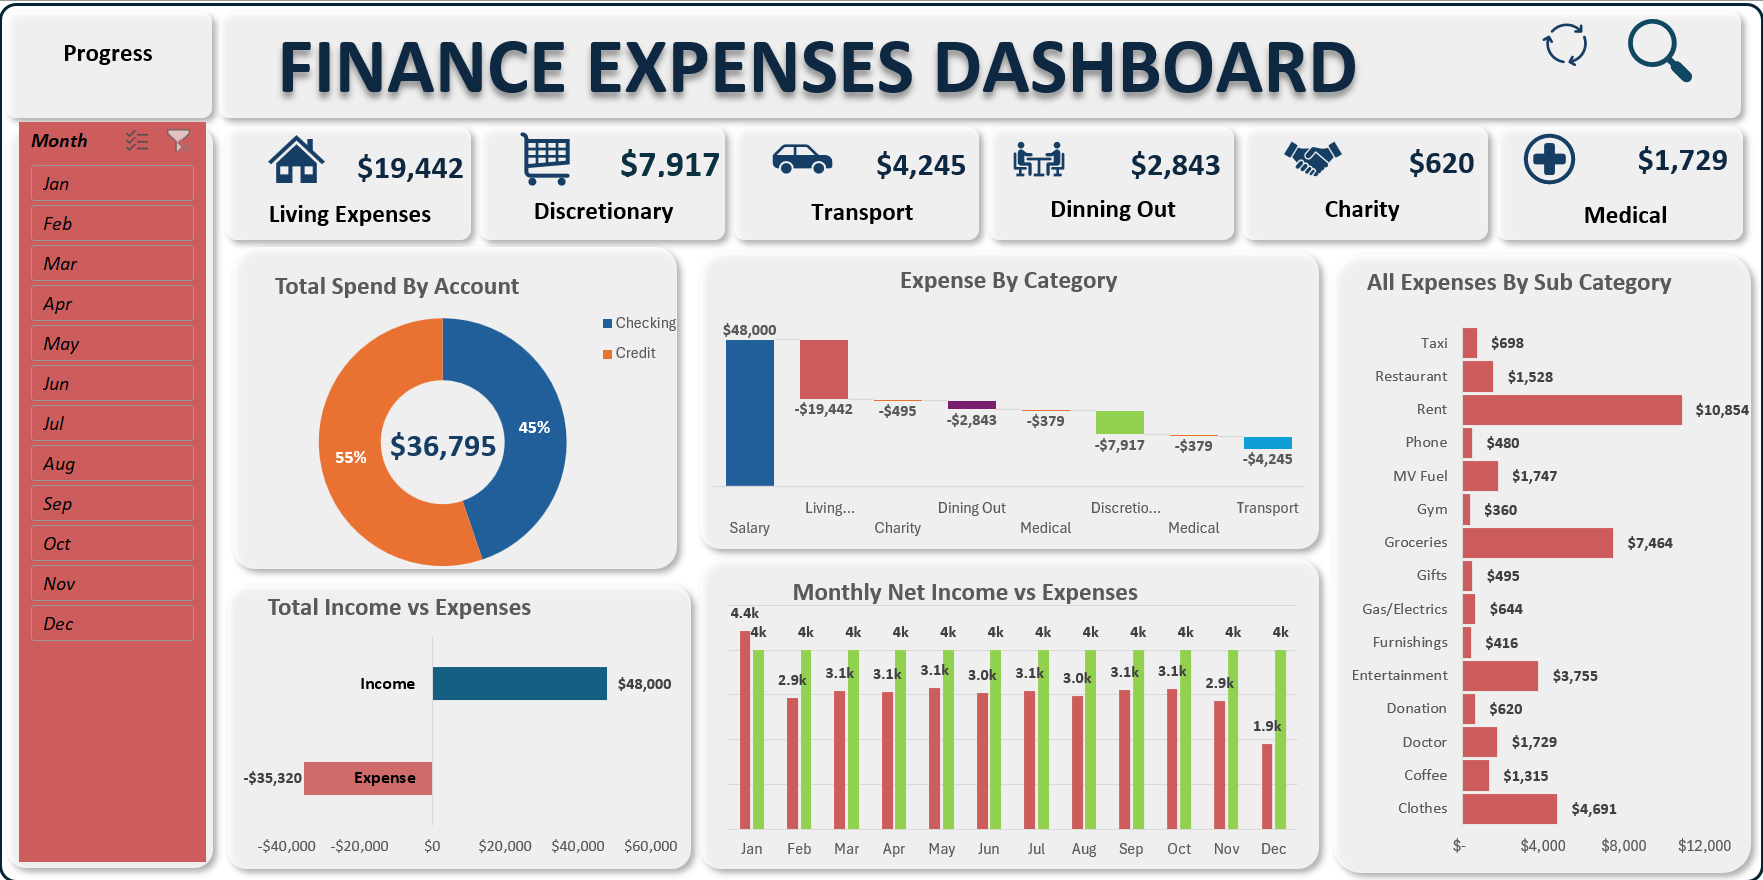 Progress
FINANCE EXPENSES DASHBOARD
Month
Jan
Feb
Mar
Apr
May
Jun
Jul
Aug
Sep
Oct
Nov
Dec
$19,442
Living Expenses
$7,917
Discretionary
$4,245
Transport
$2,843
Dinning Out
$620
Charity
$1,729
Medical
Total Spend By Account
Checking
Credit
45%
55%
$36,795
Expense By Category
$48,000
-$19,442
-$495
-$2,843
-$379
-$7,917
-$379
-$4,245
Salary
Living...
Charity
Dining Out
Medical
Discretio...
Medical
Transport
All Expenses By Sub Category
Taxi $698
Restaurant $1,528
Rent $10,854
Phone $480
MV Fuel $1,747
Gym $360
Groceries $7,464
Gifts $495
Gas/Electrics $644
Furnishings $416
Entertainment $3,755
Donation $620
Doctor $1,729
Coffee $1,315
Clothes $4,691
$- $4,000 $8,000 $12,000
Total Income vs Expenses
Income $48,000
-$35,320 Expense
-$40,000 -$20,000 $0 $20,000 $40,000 $60,000
Monthly Net Income vs Expenses
4.4k
4k 4k 4k 4k 4k 4k 4k 4k 4k 4k 4k 4k
2.9k 3.1k 3.1k 3.1k 3.0k 3.1k 3.0k 3.1k 3.1k 2.9k 1.9k
Jan Feb Mar Apr May Jun Jul Aug Sep Oct Nov Dec